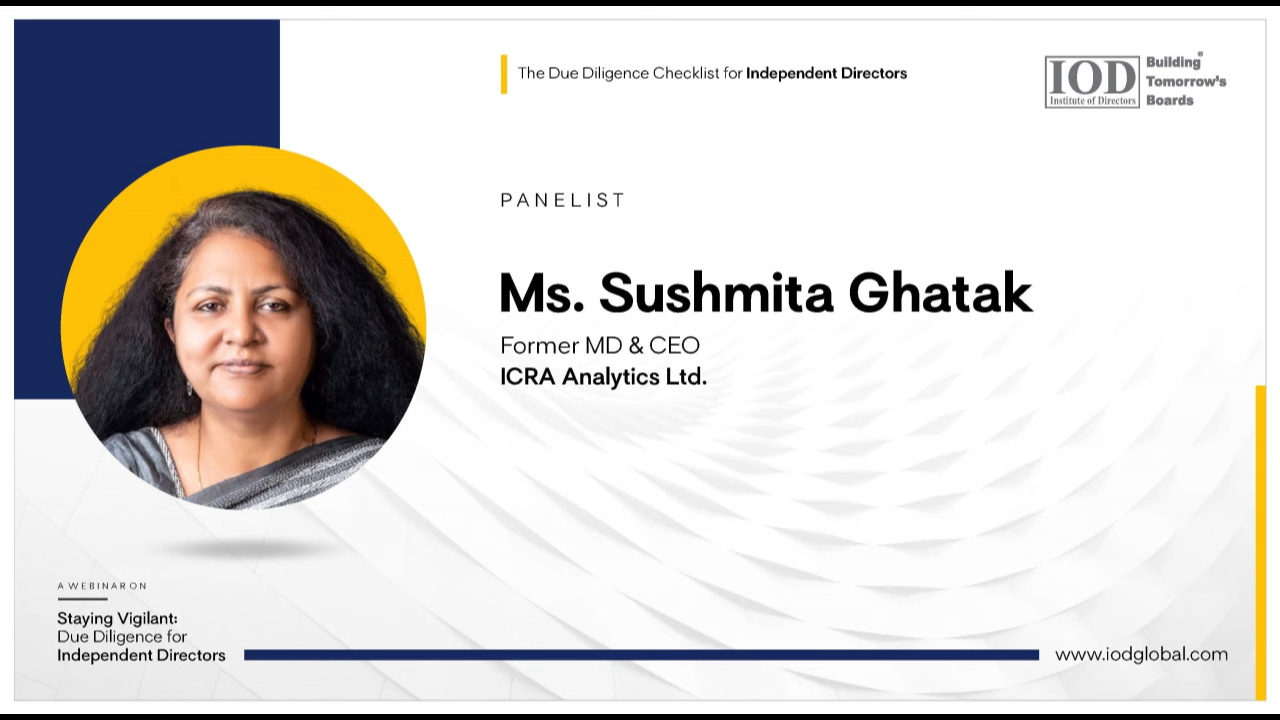 The Due Diligence Checklist for Independent Directors
IOD
Institute of Directors
Building
Tomorrow's
Boards
PANELIST
Ms. Sushmita Ghatak
Former MD & CEO
ICRA Analytics Ltd.
A WEBINAR ON
Staying Vigilant:
Due Diligence for
Independent Directors
www.iodglobal.com